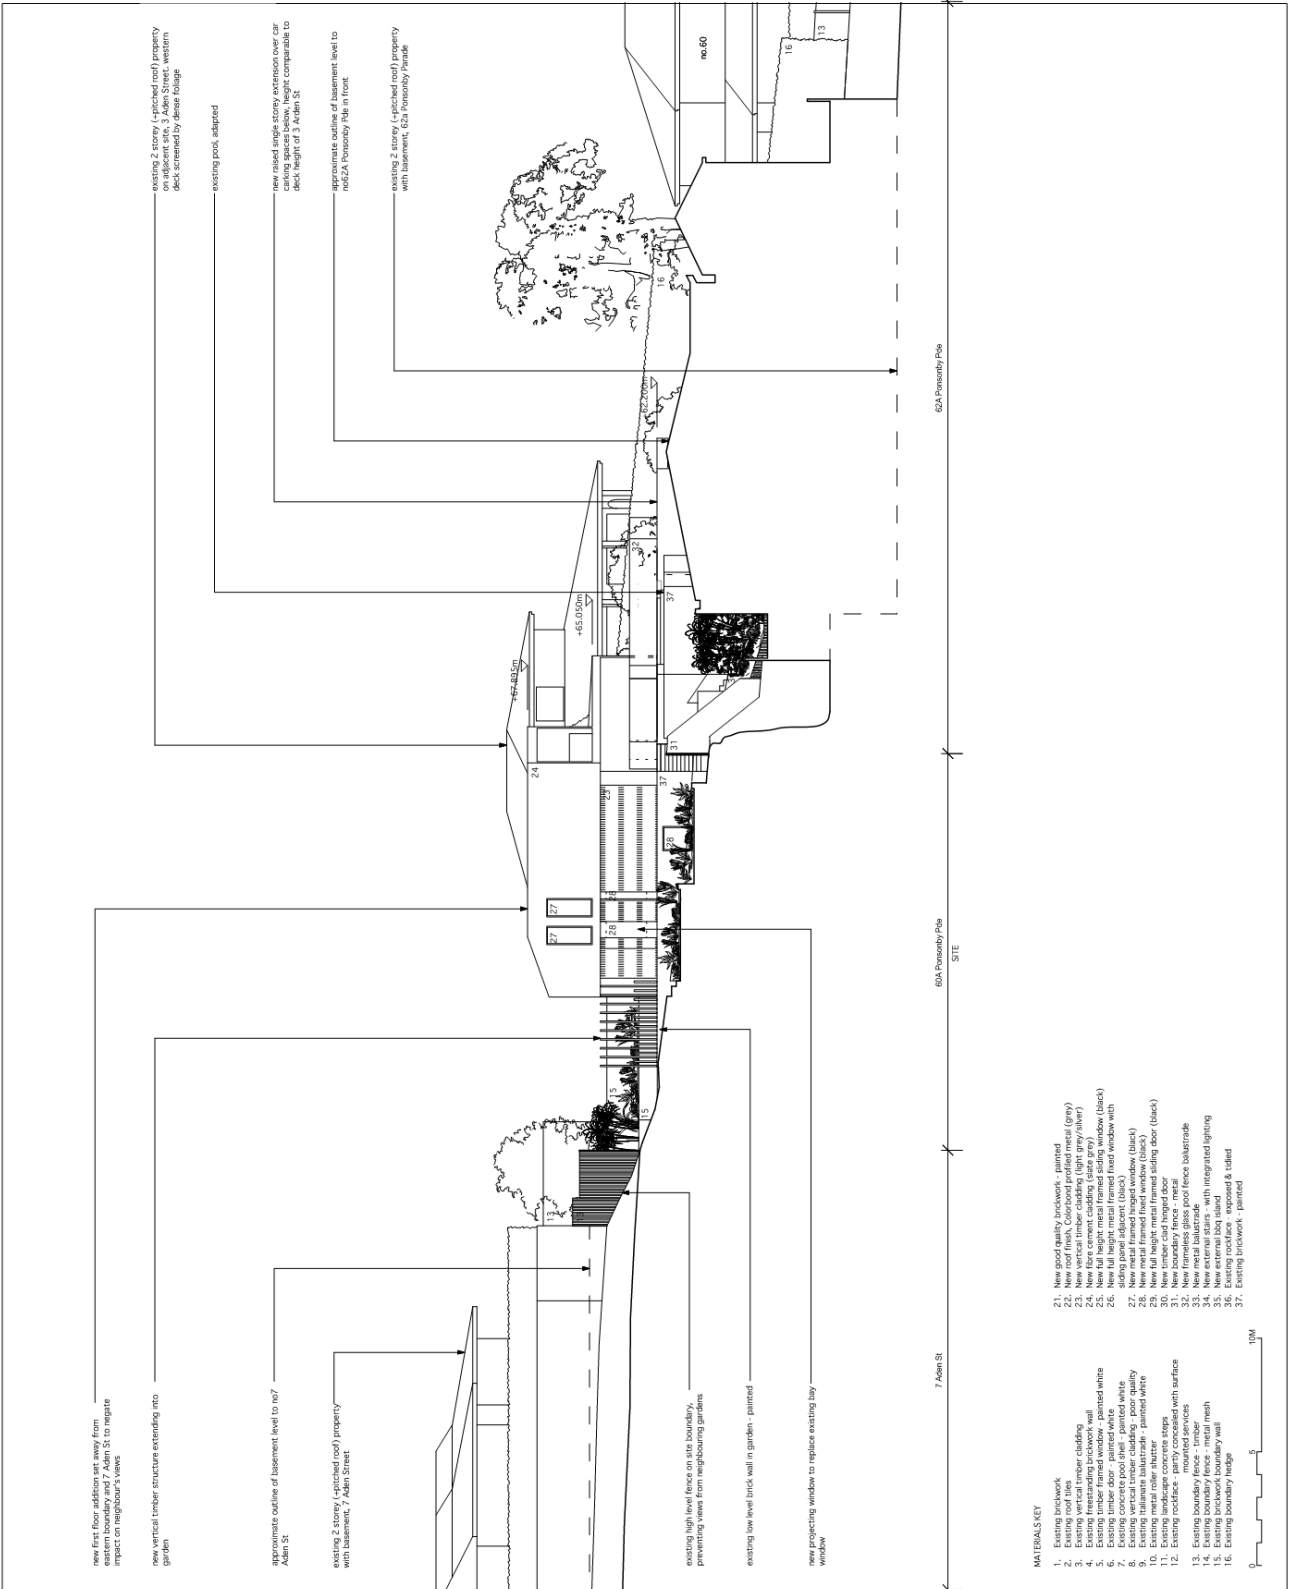 new first floor addition set away from
eastern boundary and 7 Aden St to negate
impact on neighbour's views
new vertical timber structure extending into
garden
approximate outline of basement level to no7
Aden St
existing 2 storey (+pitched roof) property
with basement, 7 Aden Street
existing 2 storey (+pitched roof) property
on adjacent site, 3 Aden Street. western
deck screened by dense foliage
existing pool, adapted
new raised single storey extension over car
carking spaces below, height comparable to
deck height of 3 Arden St
approximate outline of basement level to
no62A Ponsonby Pde in front
existing 2 storey (+pitched roof) property
with basement, 62a Ponsonby Parade
+67.895m
+65.050m
+62.200m
24
27
27
23
28
28
28
37
31
37
32
16
16
13
no.60
15
15
13
13
existing high level fence on site boundary,
preventing views from neighbouring gardens
existing low level brick wall in garden - painted
new projecting window to replace existing bay
window
7 Aden St
60A Ponsonby Pde
SITE
62A Ponsonby Pde
MATERIALS KEY
1. Existing brickwork
2. Existing roof tiles
3. Existing vertical timber cladding
4. Existing freestanding brickwork wall
5. Existing timber framed window - painted white
6. Existing timber door - painted white
7. Existing concrete pool shell - painted white
8. Existing vertical timber cladding - poor quality
9. Existing italianate balustrade - painted white
10. Existing metal roller shutter
11. Existing landscape concrete steps
12. Existing rockface - partly concealed with surface
mounted services
13. Existing boundary fence - timber
14. Existing boundary fence - metal mesh
15. Existing brickwork boundary wall
16. Existing boundary hedge
21. New good quality brickwork - painted
22. New roof finish, Colorbond profiled metal (grey)
23. New vertical timber cladding (light grey/silver)
24. New fibre cement cladding (slate grey)
25. New full height metal framed sliding window (black)
26. New full height metal framed fixed window with
sliding panel adjacent (black)
27. New metal framed hinged window (black)
28. New metal framed fixed window (black)
29. New full height metal framed sliding door (black)
30. New timber clad hinged door
31. New boundary fence - metal
32. New frameless glass pool fence balustrade
33. New metal balustrade
34. New external stairs - with integrated lighting
35. New external bbq island
36. Existing rockface - exposed & tidied
37. Existing brickwork - painted
0
5
10M